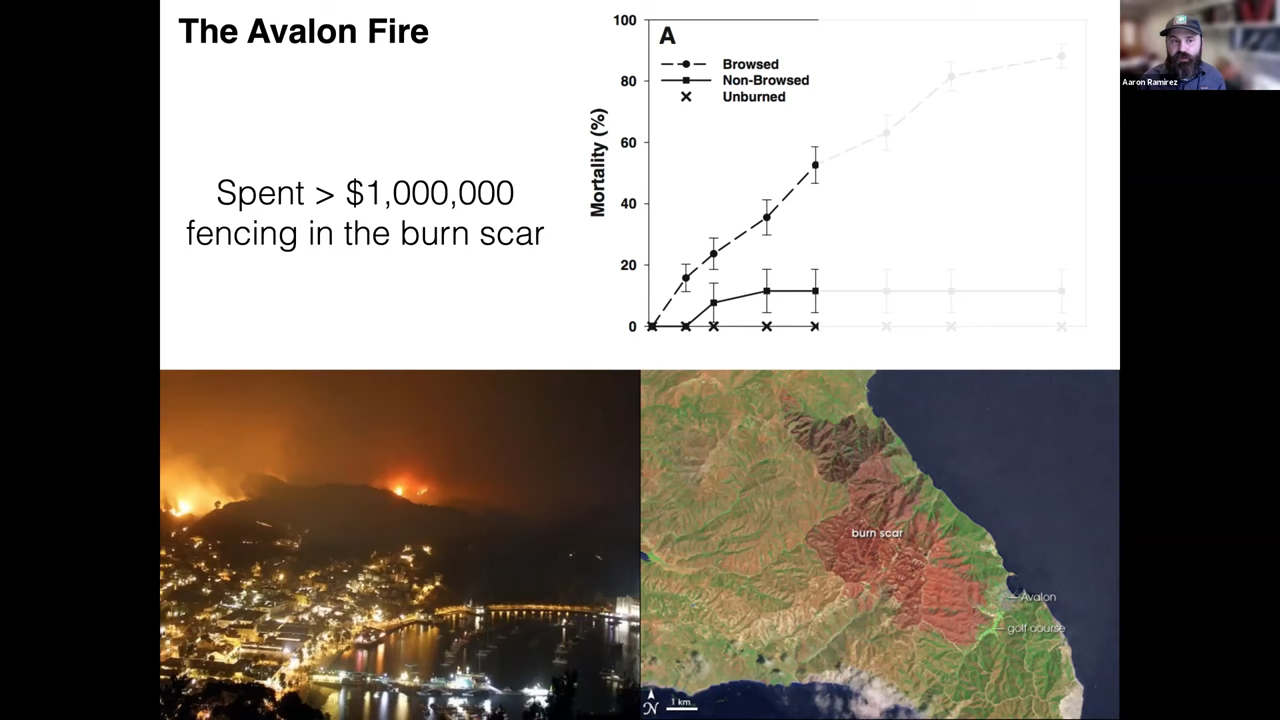 The Avalon Fire
Spent > $1,000,000
fencing in the burn scar
A
Browsed
Non-Browsed
Unburned
Mortality (%)
100
80
60
40
20
0
Aaron Ramirez
burn scar
Avalon
golf course
N
1 km